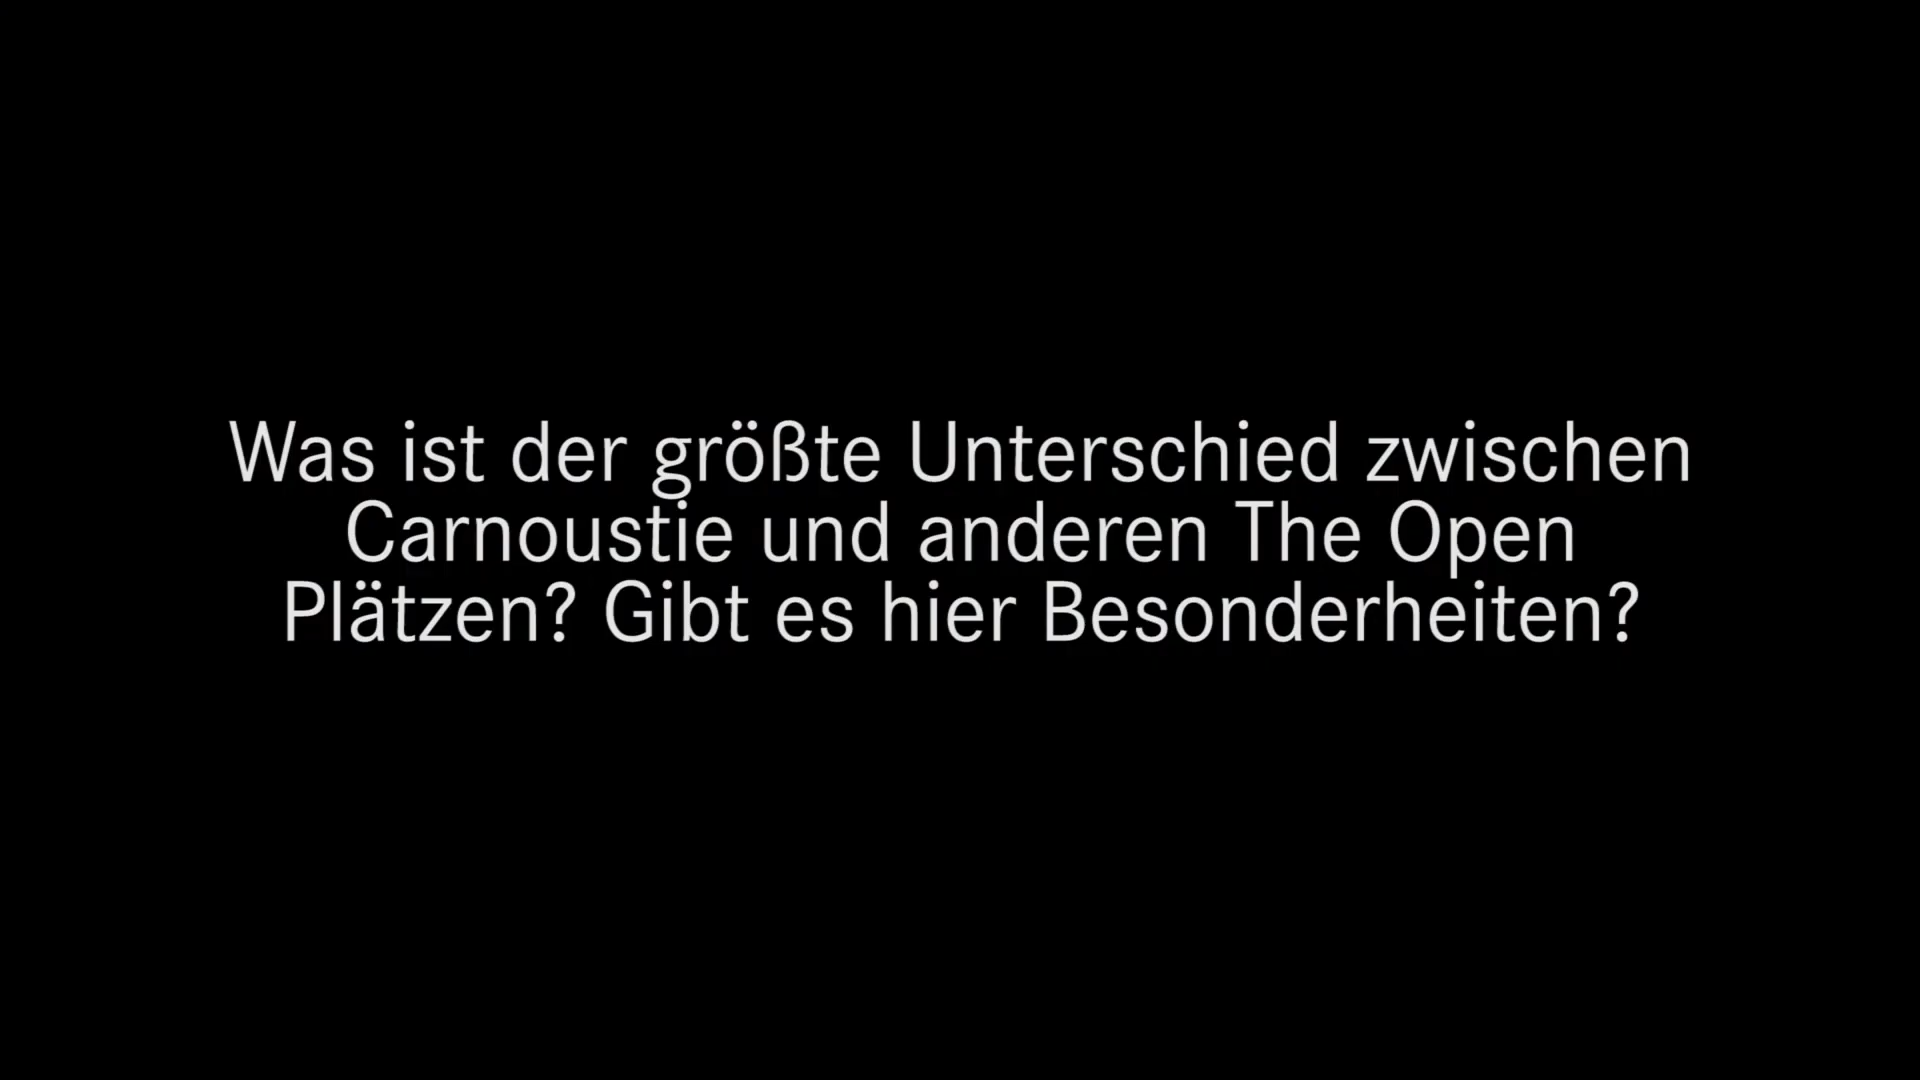 Was ist der größte Unterschied zwischen
Carnoustie und anderen The Open
Plätzen? Gibt es hier Besonderheiten?